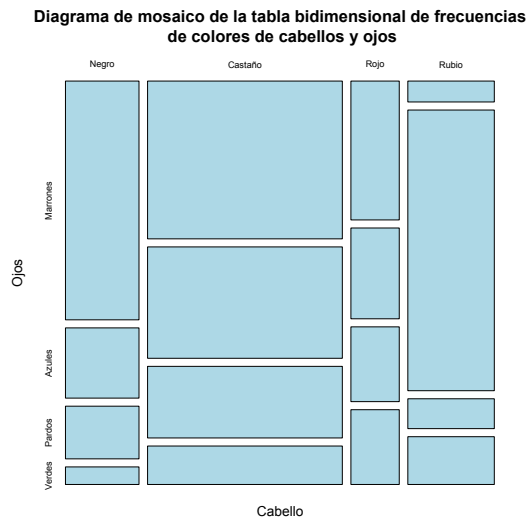 Diagrama de mosaico de la tabla bidimensional de frecuencias
de colores de cabellos y ojos
Negro Castaño Rojo Rubio
Marrones
Azules
Pardos
Verdes
Ojos
Cabello